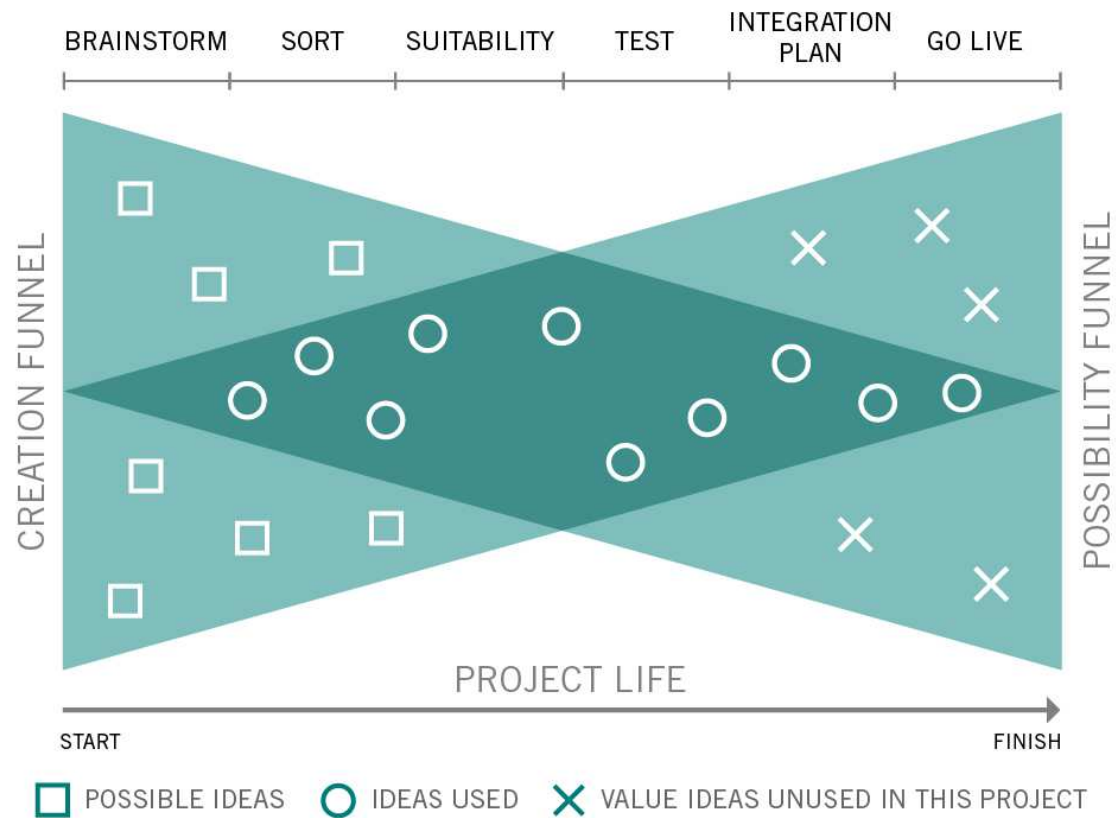 BRAINSTORM
SORT
SUITABILITY
TEST
INTEGRATION
PLAN
GO LIVE
CREATION FUNNEL
POSSIBILITY FUNNEL
PROJECT LIFE
START
FINISH
POSSIBLE IDEAS
IDEAS USED
VALUE IDEAS UNUSED IN THIS PROJECT